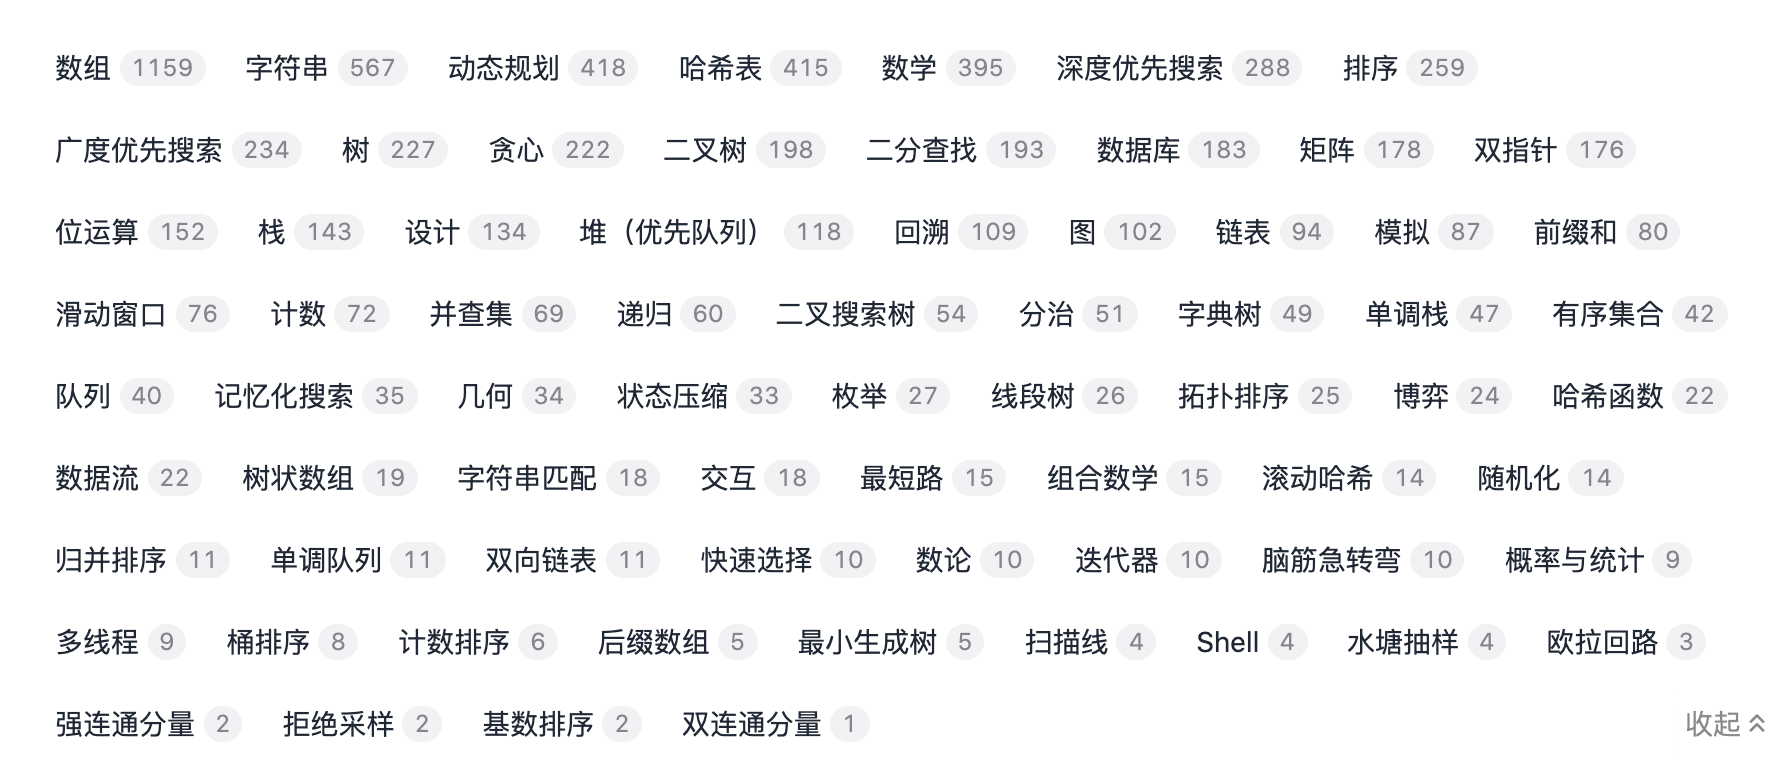 数组 1159 字符串 567 动态规划 418 哈希表 415 数学 395 深度优先搜索 288 排序 259
广度优先搜索 234 树 227 贪心 222 二叉树 198 二分查找 193 数据库 183 矩阵 178 双指针 176
位运算 152 栈 143 设计 134 堆（优先队列） 118 回溯 109 图 102 链表 94 模拟 87 前缀和 80
滑动窗口 76 计数 72 并查集 69 递归 60 二叉搜索树 54 分治 51 字典树 49 单调栈 47 有序集合 42
队列 40 记忆化搜索 35 几何 34 状态压缩 33 枚举 27 线段树 26 拓扑排序 25 博弈 24 哈希函数 22
数据流 22 树状数组 19 字符串匹配 18 交互 18 最短路 15 组合数学 15 滚动哈希 14 随机化 14
归并排序 11 单调队列 11 双向链表 11 快速选择 10 数论 10 迭代器 10 脑筋急转弯 10 概率与统计 9
多线程 9 桶排序 8 计数排序 6 后缀数组 5 最小生成树 5 扫描线 4 Shell 4 水塘抽样 4 欧拉回路 3
强连通分量 2 拒绝采样 2 基数排序 2 双连通分量 1 收起